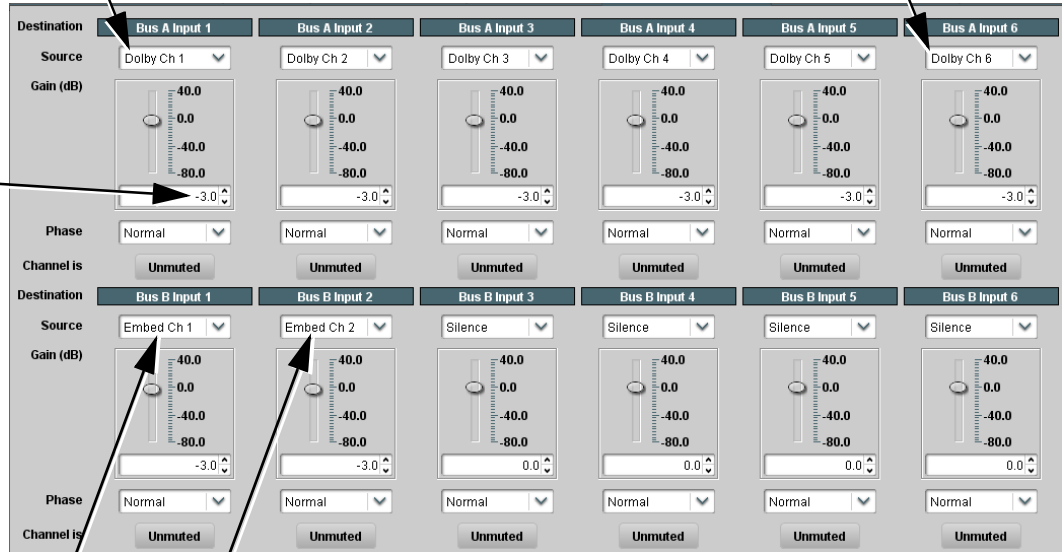 Destination Bus A Input 1 Bus A Input 2 Bus A Input 3 Bus A Input 4 Bus A Input 5 Bus A Input 6
Source Dolby Ch 1 Dolby Ch 2 Dolby Ch 3 Dolby Ch 4 Dolby Ch 5 Dolby Ch 6
Gain (dB) 40.0 40.0 40.0 40.0 40.0 40.0
0.0 0.0 0.0 0.0 0.0 0.0
-40.0 -40.0 -40.0 -40.0 -40.0 -40.0
-80.0 -80.0 -80.0 -80.0 -80.0 -80.0
-3.0 -3.0 -3.0 -3.0 -3.0 -3.0
Phase Normal Normal Normal Normal Normal Normal
Channel is Unmuted Unmuted Unmuted Unmuted Unmuted Unmuted
Destination Bus B Input 1 Bus B Input 2 Bus B Input 3 Bus B Input 4 Bus B Input 5 Bus B Input 6
Source Embed Ch 1 Embed Ch 2 Silence Silence Silence Silence
Gain (dB) 40.0 40.0 40.0 40.0 40.0 40.0
0.0 0.0 0.0 0.0 0.0 0.0
-40.0 -40.0 -40.0 -40.0 -40.0 -40.0
-80.0 -80.0 -80.0 -80.0 -80.0 -80.0
-3.0 -3.0 0.0 0.0 0.0 0.0
Phase Normal Normal Normal Normal Normal Normal
Channel is Unmuted Unmuted Unmuted Unmuted Unmuted Unmuted